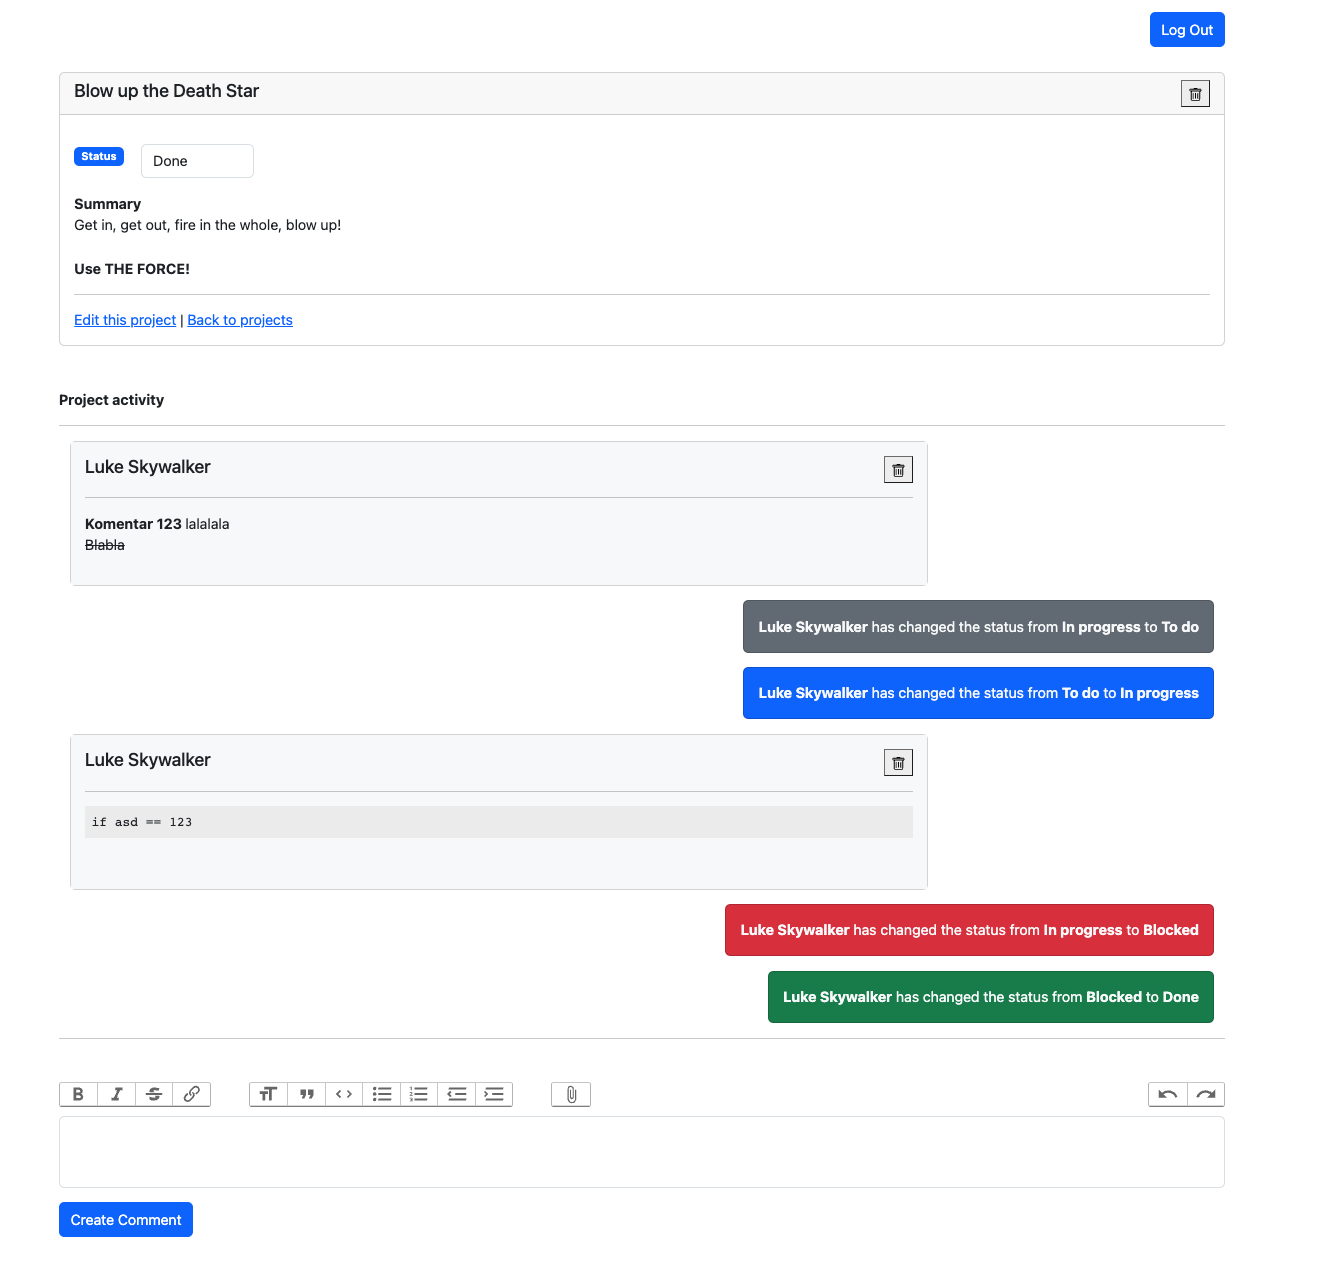 Log Out
Blow up the Death Star
Status Done
Summary
Get in, get out, fire in the whole, blow up!
Use THE FORCE!
Edit this project | Back to projects
Project activity
Luke Skywalker
Komentar 123 lalalala
Blabla
Luke Skywalker has changed the status from In progress to To do
Luke Skywalker has changed the status from To do to In progress
Luke Skywalker
if asd == 123
Luke Skywalker has changed the status from In progress to Blocked
Luke Skywalker has changed the status from Blocked to Done
Create Comment